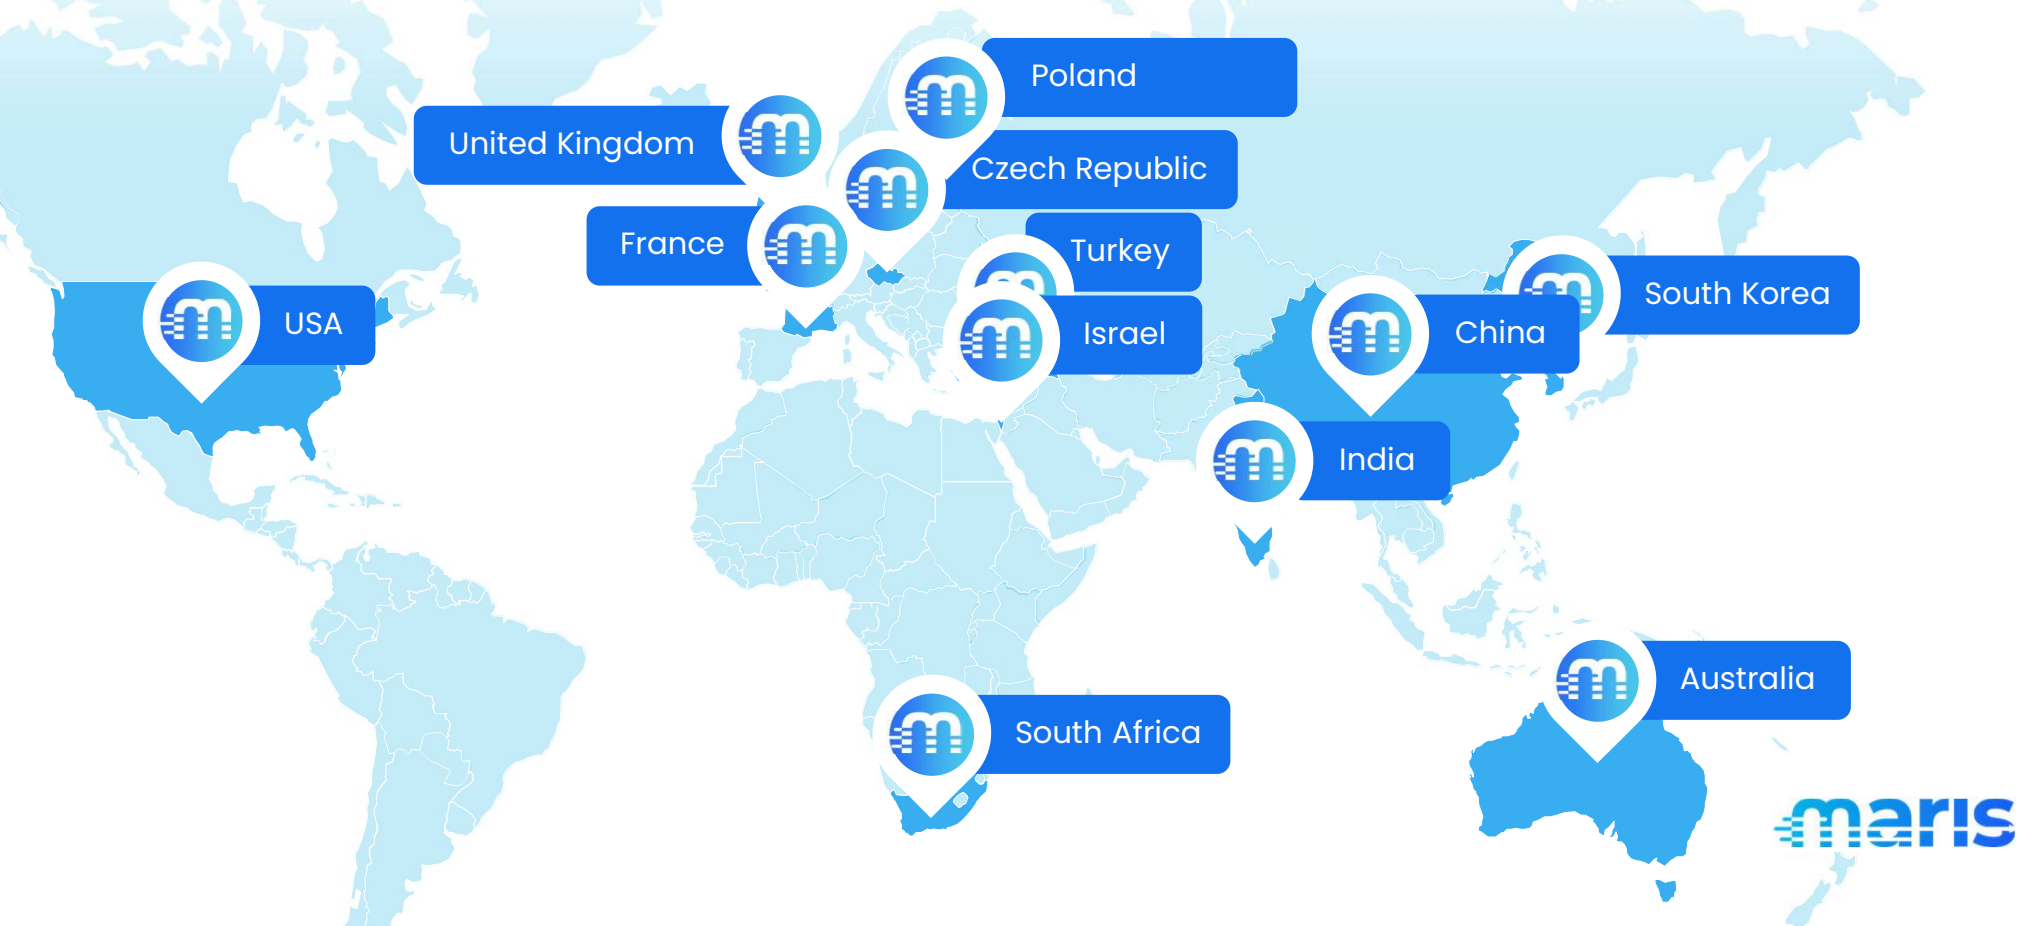 Poland
United Kingdom
Czech Republic
France
Turkey
South Korea
USA
Israel
China
India
Australia
South Africa
maris